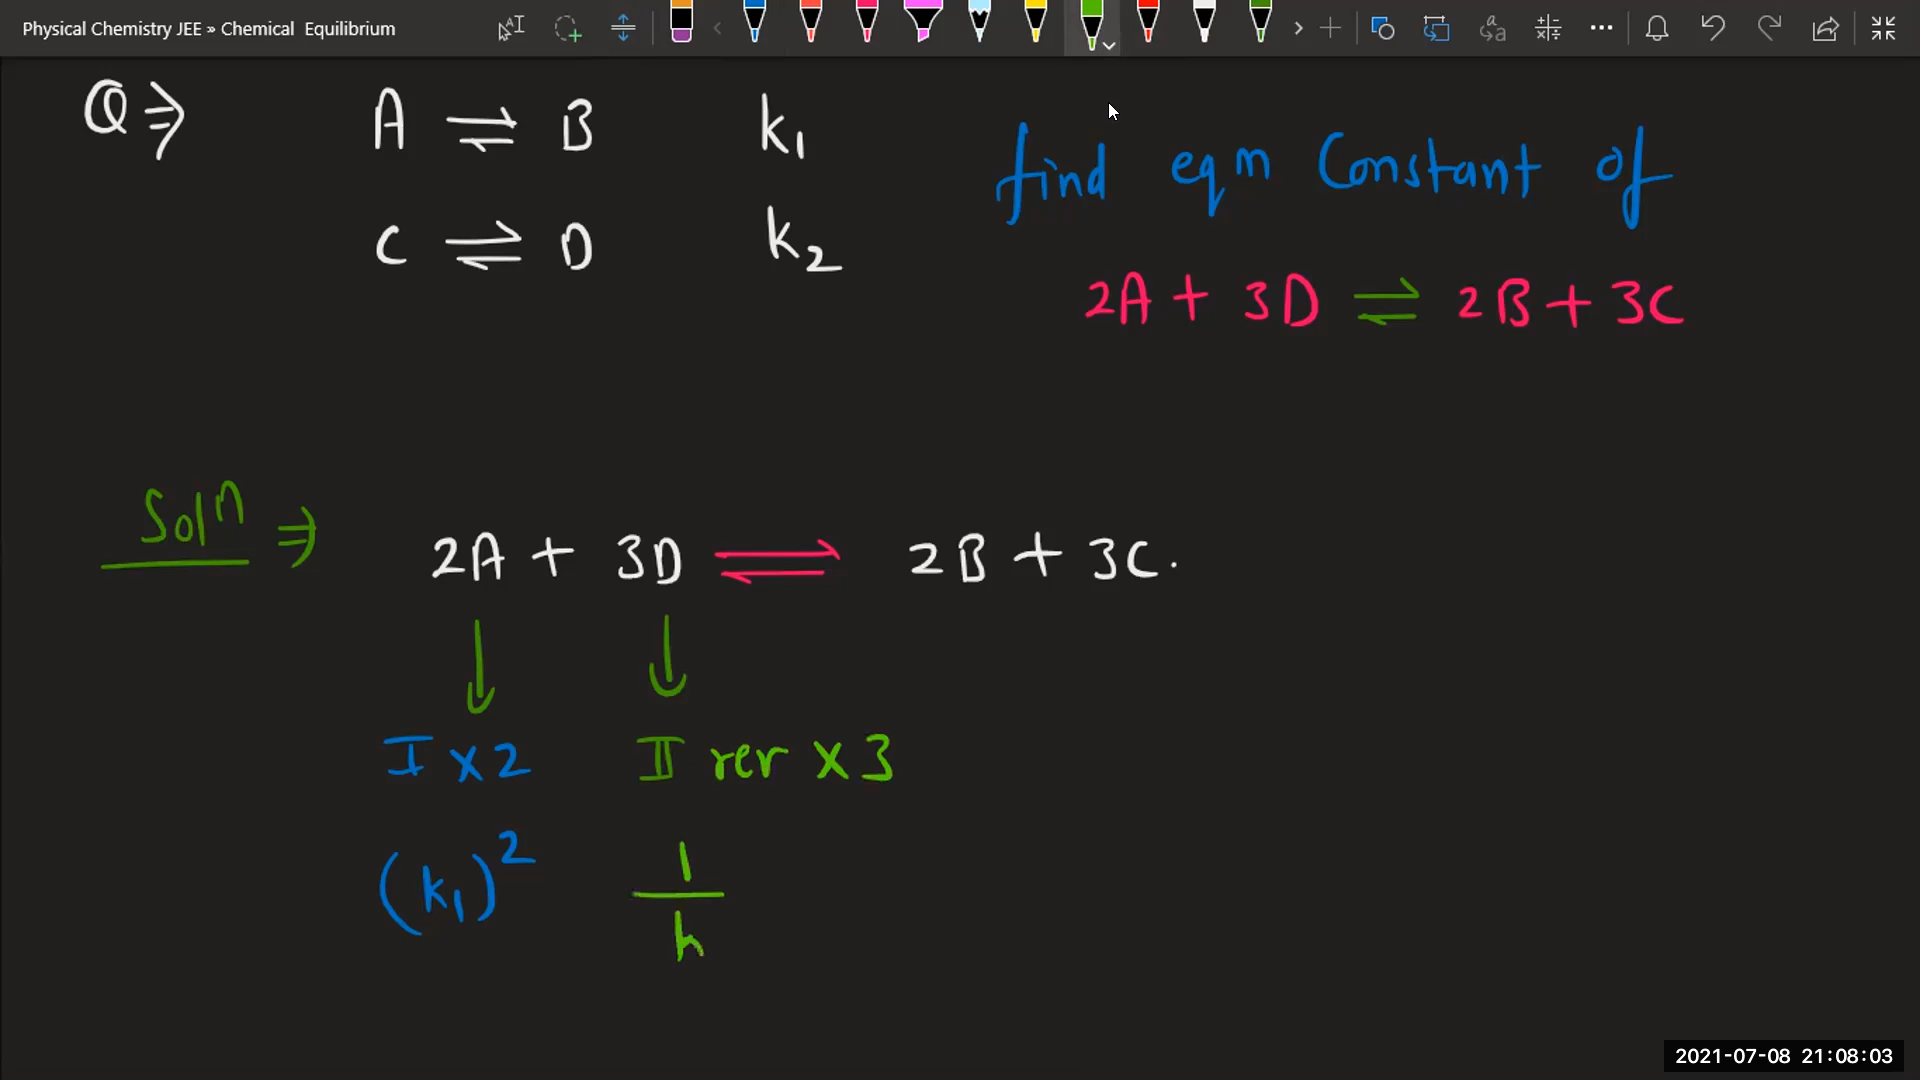 Physical Chemistry JEE » Chemical Equilibrium
Q ⇒ A ⇌ B k₁
find eqm Constant of
C ⇌ D k₂
2A + 3D ⇌ 2B + 3C
Solⁿ ⇒ 2A + 3D ⇌ 2B + 3C.
↓ ↓
I × 2 II rer × 3
(k₁)² 1/h
2021-07-08 21:08:03